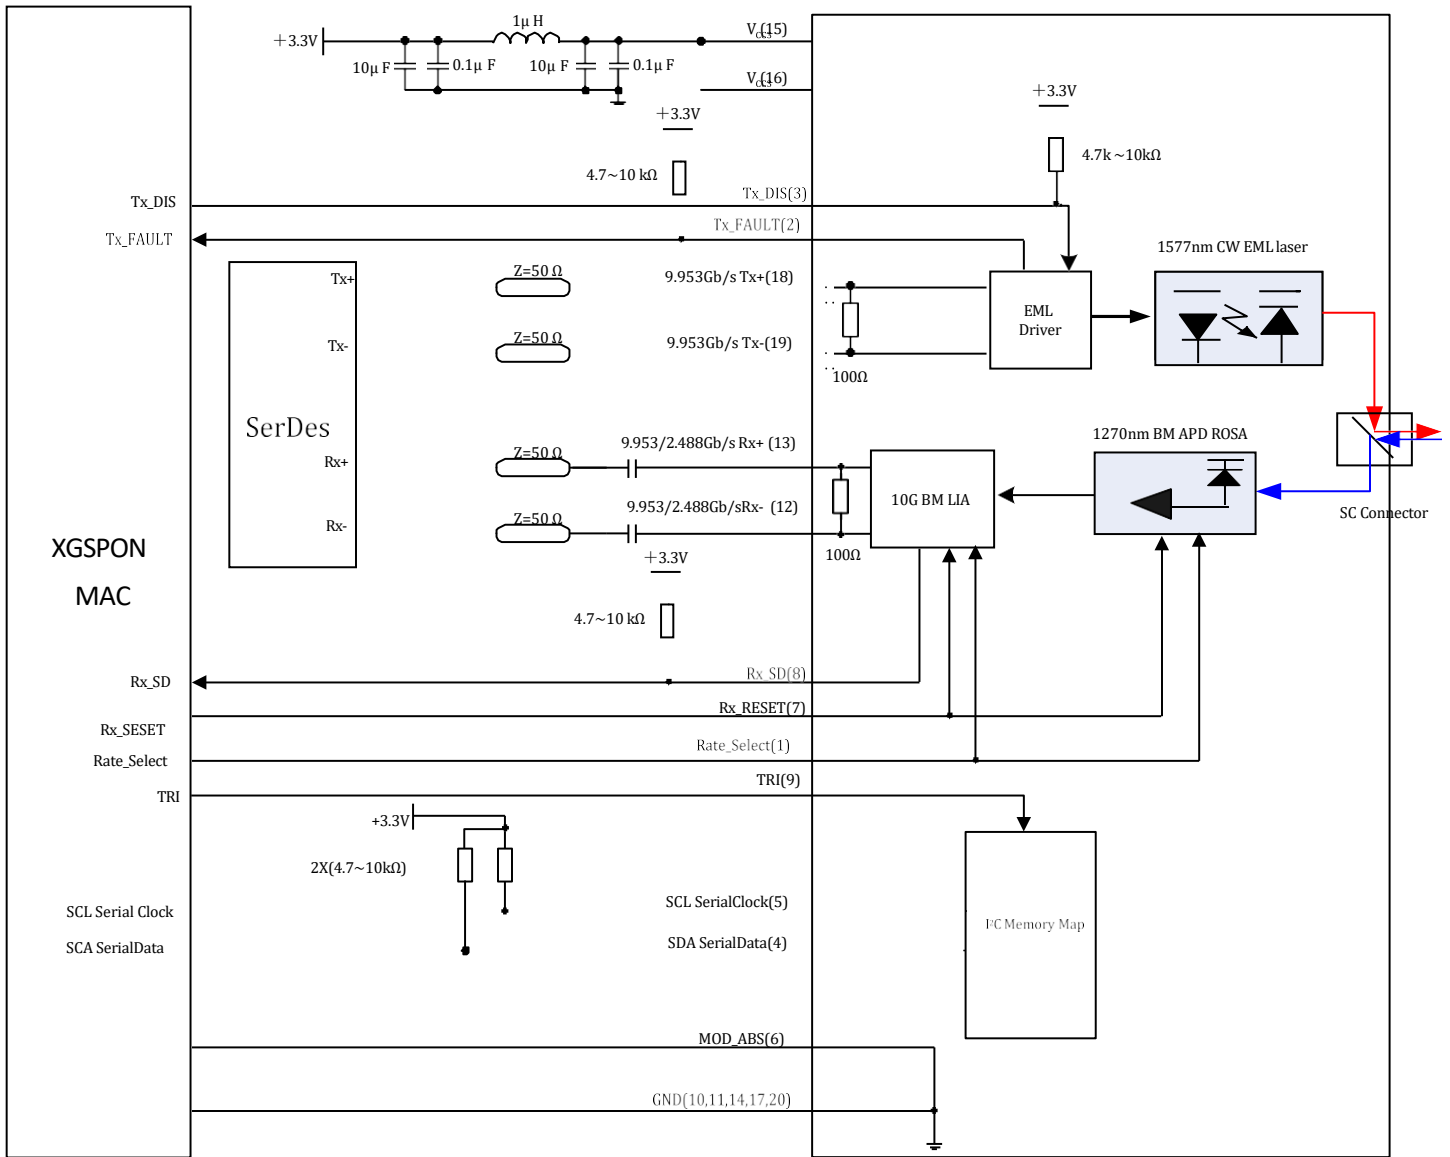 1μ H
+3.3V
V_CCS(15)
10μ F
0.1μ F
10μ F
0.1μ F
V_CCS(16)
+3.3V
+3.3V
4.7~10 kΩ
4.7k ~10kΩ
Tx_DIS
Tx_DIS(3)
Tx_FAULT
Tx_FAULT(2)
1577nm CW EML laser
Tx+
Z=50 Ω
9.953Gb/s Tx+(18)
EML
Driver
Tx-
Z=50 Ω
9.953Gb/s Tx-(19)
100Ω
SerDes
Z=50 Ω
9.953/2.488Gb/s Rx+ (13)
1270nm BM APD ROSA
Rx+
10G BM LIA
Z=50 Ω
9.953/2.488Gb/sRx- (12)
SC Connector
Rx-
100Ω
XGSPON
MAC
+3.3V
4.7~10 kΩ
Rx_SD
Rx_SD(8)
Rx_SESET
Rx_RESET(7)
Rate_Select
Rate_Select(1)
TRI
TRI(9)
+3.3V
2X(4.7~10kΩ)
SCL Serial Clock
SCL SerialClock(5)
I²C Memory Map
SCA SerialData
SDA SerialData(4)
MOD_ABS(6)
GND(10,11,14,17,20)